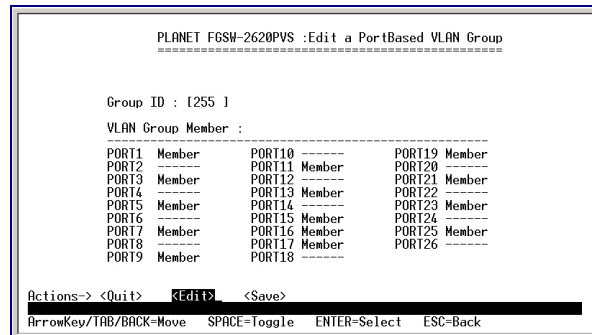 PLANET FGSW-2620PVS :Edit a PortBased VLAN Group
================================================
Group ID : [255 ]
VLAN Group Member :
-----------------------------------------------------
PORT1 Member PORT10 ------ PORT19 Member
PORT2 ------ PORT11 Member PORT20 ------
PORT3 Member PORT12 ------ PORT21 Member
PORT4 ------ PORT13 Member PORT22 ------
PORT5 Member PORT14 ------ PORT23 Member
PORT6 ------ PORT15 Member PORT24 ------
PORT7 Member PORT16 Member PORT25 Member
PORT8 ------ PORT17 Member PORT26 ------
PORT9 Member PORT18 ------
Actions-> <Quit> <Edit> <Save>
ArrowKey/TAB/BACK=Move SPACE=Toggle ENTER=Select ESC=Back